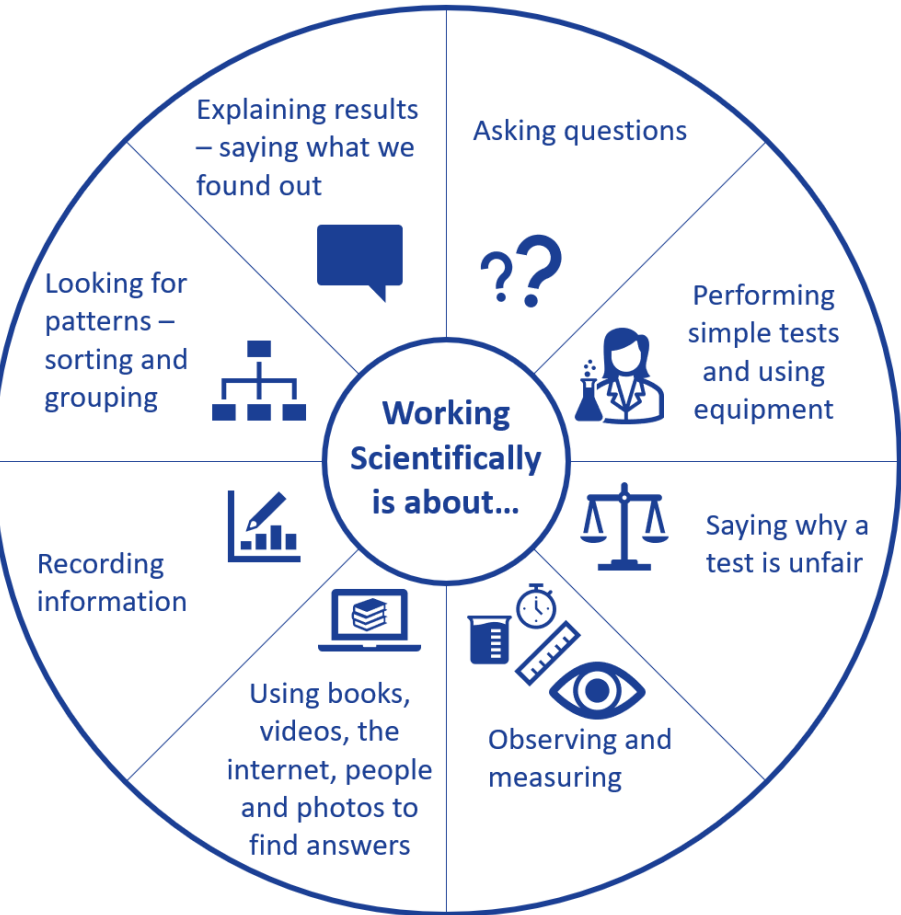 Working
Scientifically
is about...
Asking questions
Performing
simple tests
and using
equipment
Saying why a
test is unfair
Observing and
measuring
Using books,
videos, the
internet, people
and photos to
find answers
Recording
information
Looking for
patterns –
sorting and
grouping
Explaining results
– saying what we
found out
??